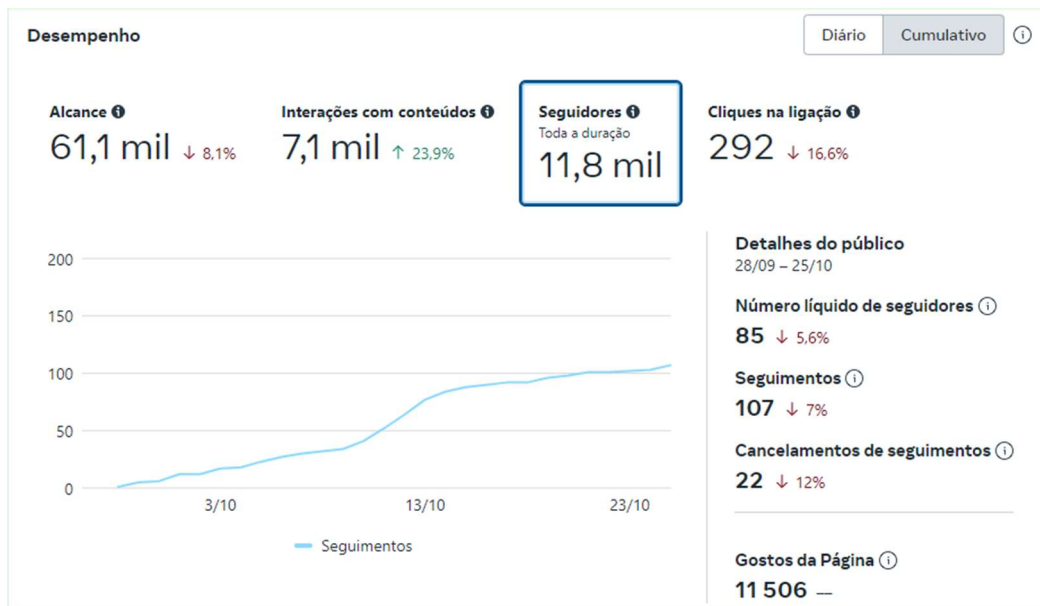 Desempenho
Diário
Cumulativo
Alcance
61,1 mil ↓ 8,1%
Interações com conteúdos
7,1 mil ↑ 23,9%
Seguidores
Toda a duração
11,8 mil
Cliques na ligação
292 ↓ 16,6%
200
150
100
50
0
3/10
13/10
23/10
Seguimentos
Detalhes do público
28/09 – 25/10
Número líquido de seguidores
85 ↓ 5,6%
Seguimentos
107 ↓ 7%
Cancelamentos de seguimentos
22 ↓ 12%
Gostos da Página
11 506 --